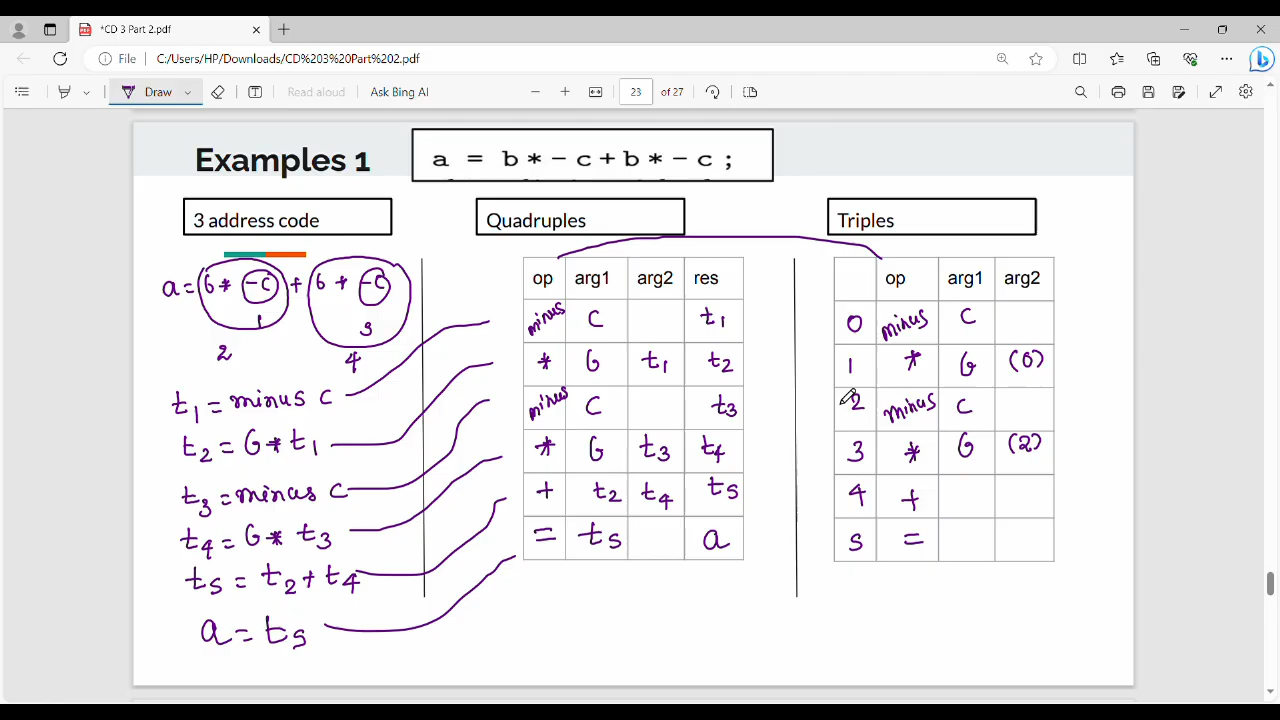 *CD 3 Part 2.pdf
File C:/Users/HP/Downloads/CD%203%20Part%202.pdf
Draw Read aloud Ask Bing AI 23 of 27
Examples 1 a = b * - c + b * - c ;
3 address code Quadruples Triples
a = b * -c + b * -c
1 3
2 4
t1 = minus c
t2 = b * t1
t3 = minus c
t4 = b * t3
t5 = t2 + t4
a = t5
op arg1 arg2 res
minus c t1
* b t1 t2
minus c t3
* b t3 t4
+ t2 t4 t5
= t5 a
op arg1 arg2
0 minus c
1 * b (0)
2 minus c
3 * b (2)
4 +
5 =